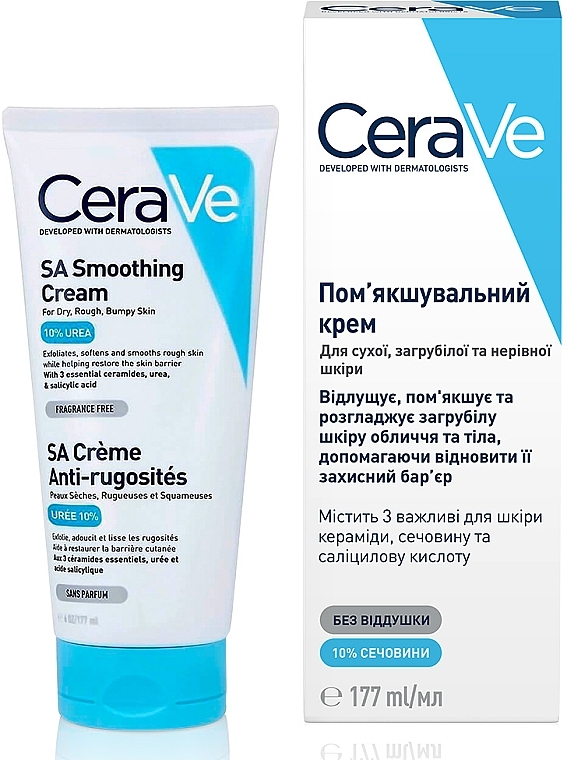 CeraVe
DEVELOPED WITH DERMATOLOGISTS
SA Smoothing
Cream
For Dry, Rough, Bumpy Skin
10% UREA
Exfoliates, softens and smooths rough skin
while helping restore the skin barrier
With 3 essential ceramides, urea,
& salicylic acid
FRAGRANCE FREE
SA Crème
Anti-rugosités
Peaux Sèches, Rugueuses et Squameuses
URÉE 10%
Exfolie, adoucit et lisse les rugosités
Aide à restaurer la barrière cutanée
Aux 3 céramides essentiels, urée et
acide salicylique
SANS PARFUM
177 ml
CeraVe
CeraVe
DEVELOPED WITH DERMATOLOGISTS
Пом’якшувальний
крем
Для сухої, загрубілої та нерівної
шкіри
Відлущує, пом'якшує та
розгладжує загрубілу
шкіру обличчя та тіла,
допомагаючи відновити її
захисний бар’єр
Містить 3 важливі для шкіри
кераміди, сечовину та
саліцилову кислоту
БЕЗ ВІДДУШКИ
10% СЕЧОВИНИ
℮ 177 ml/мл